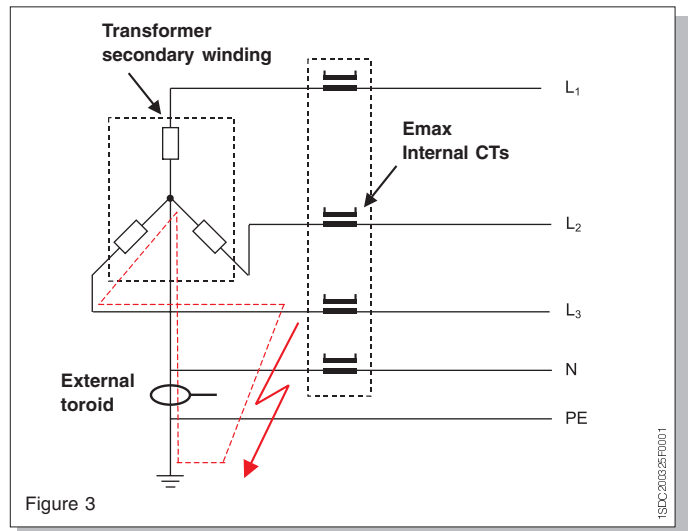 Transformer
secondary winding
L1
Emax
Internal CTs
L2
L3
External
toroid
N
PE
Figure 3
1SDC200325F0001